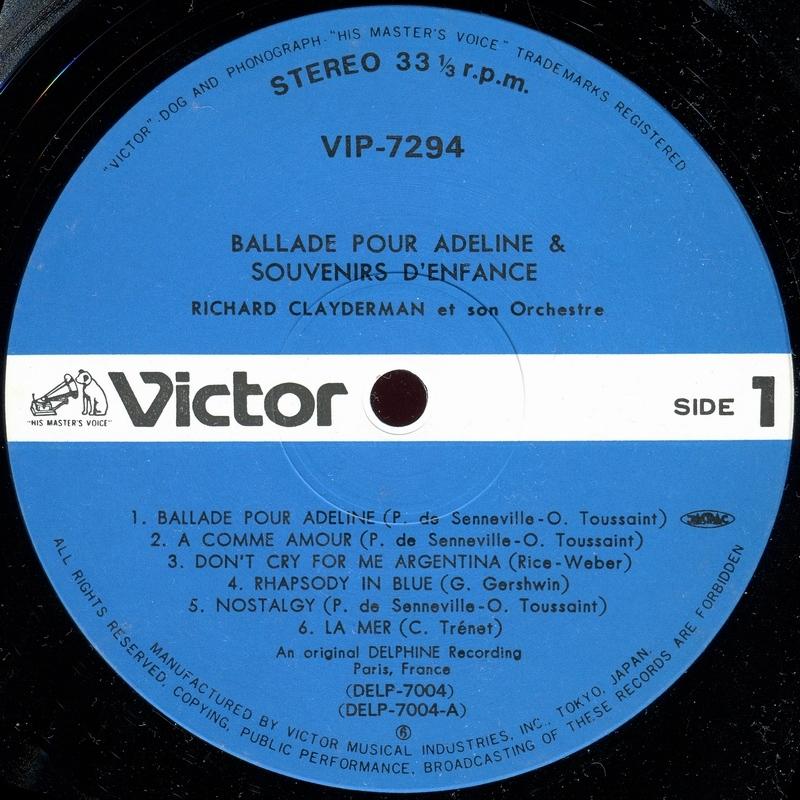 "VICTOR"·DOG AND PHONOGRAPH·"HIS MASTER'S VOICE" TRADEMARKS REGISTERED
STEREO 33 ⅓ r.p.m.
VIP-7294
BALLADE POUR ADELINE &
SOUVENIRS D'ENFANCE
RICHARD CLAYDERMAN et son Orchestre
"HIS MASTER'S VOICE"
Victor
SIDE 1
1. BALLADE POUR ADELINE (P. de Senneville-O. Toussaint)
2. A COMME AMOUR (P. de Senneville-O. Toussaint)
3. DON'T CRY FOR ME ARGENTINA (Rice-Weber)
4. RHAPSODY IN BLUE (G. Gershwin)
5. NOSTALGY (P. de Senneville-O. Toussaint)
6. LA MER (C. Trénet)
An original DELPHINE Recording
Paris, France
(DELP-7004)
(DELP-7004-A)
⑥
MANUFACTURED BY VICTOR MUSICAL INDUSTRIES, INC., TOKYO, JAPAN.
ALL RIGHTS RESERVED, COPYING, PUBLIC PERFORMANCE, BROADCASTING OF THESE RECORDS ARE FORBIDDEN